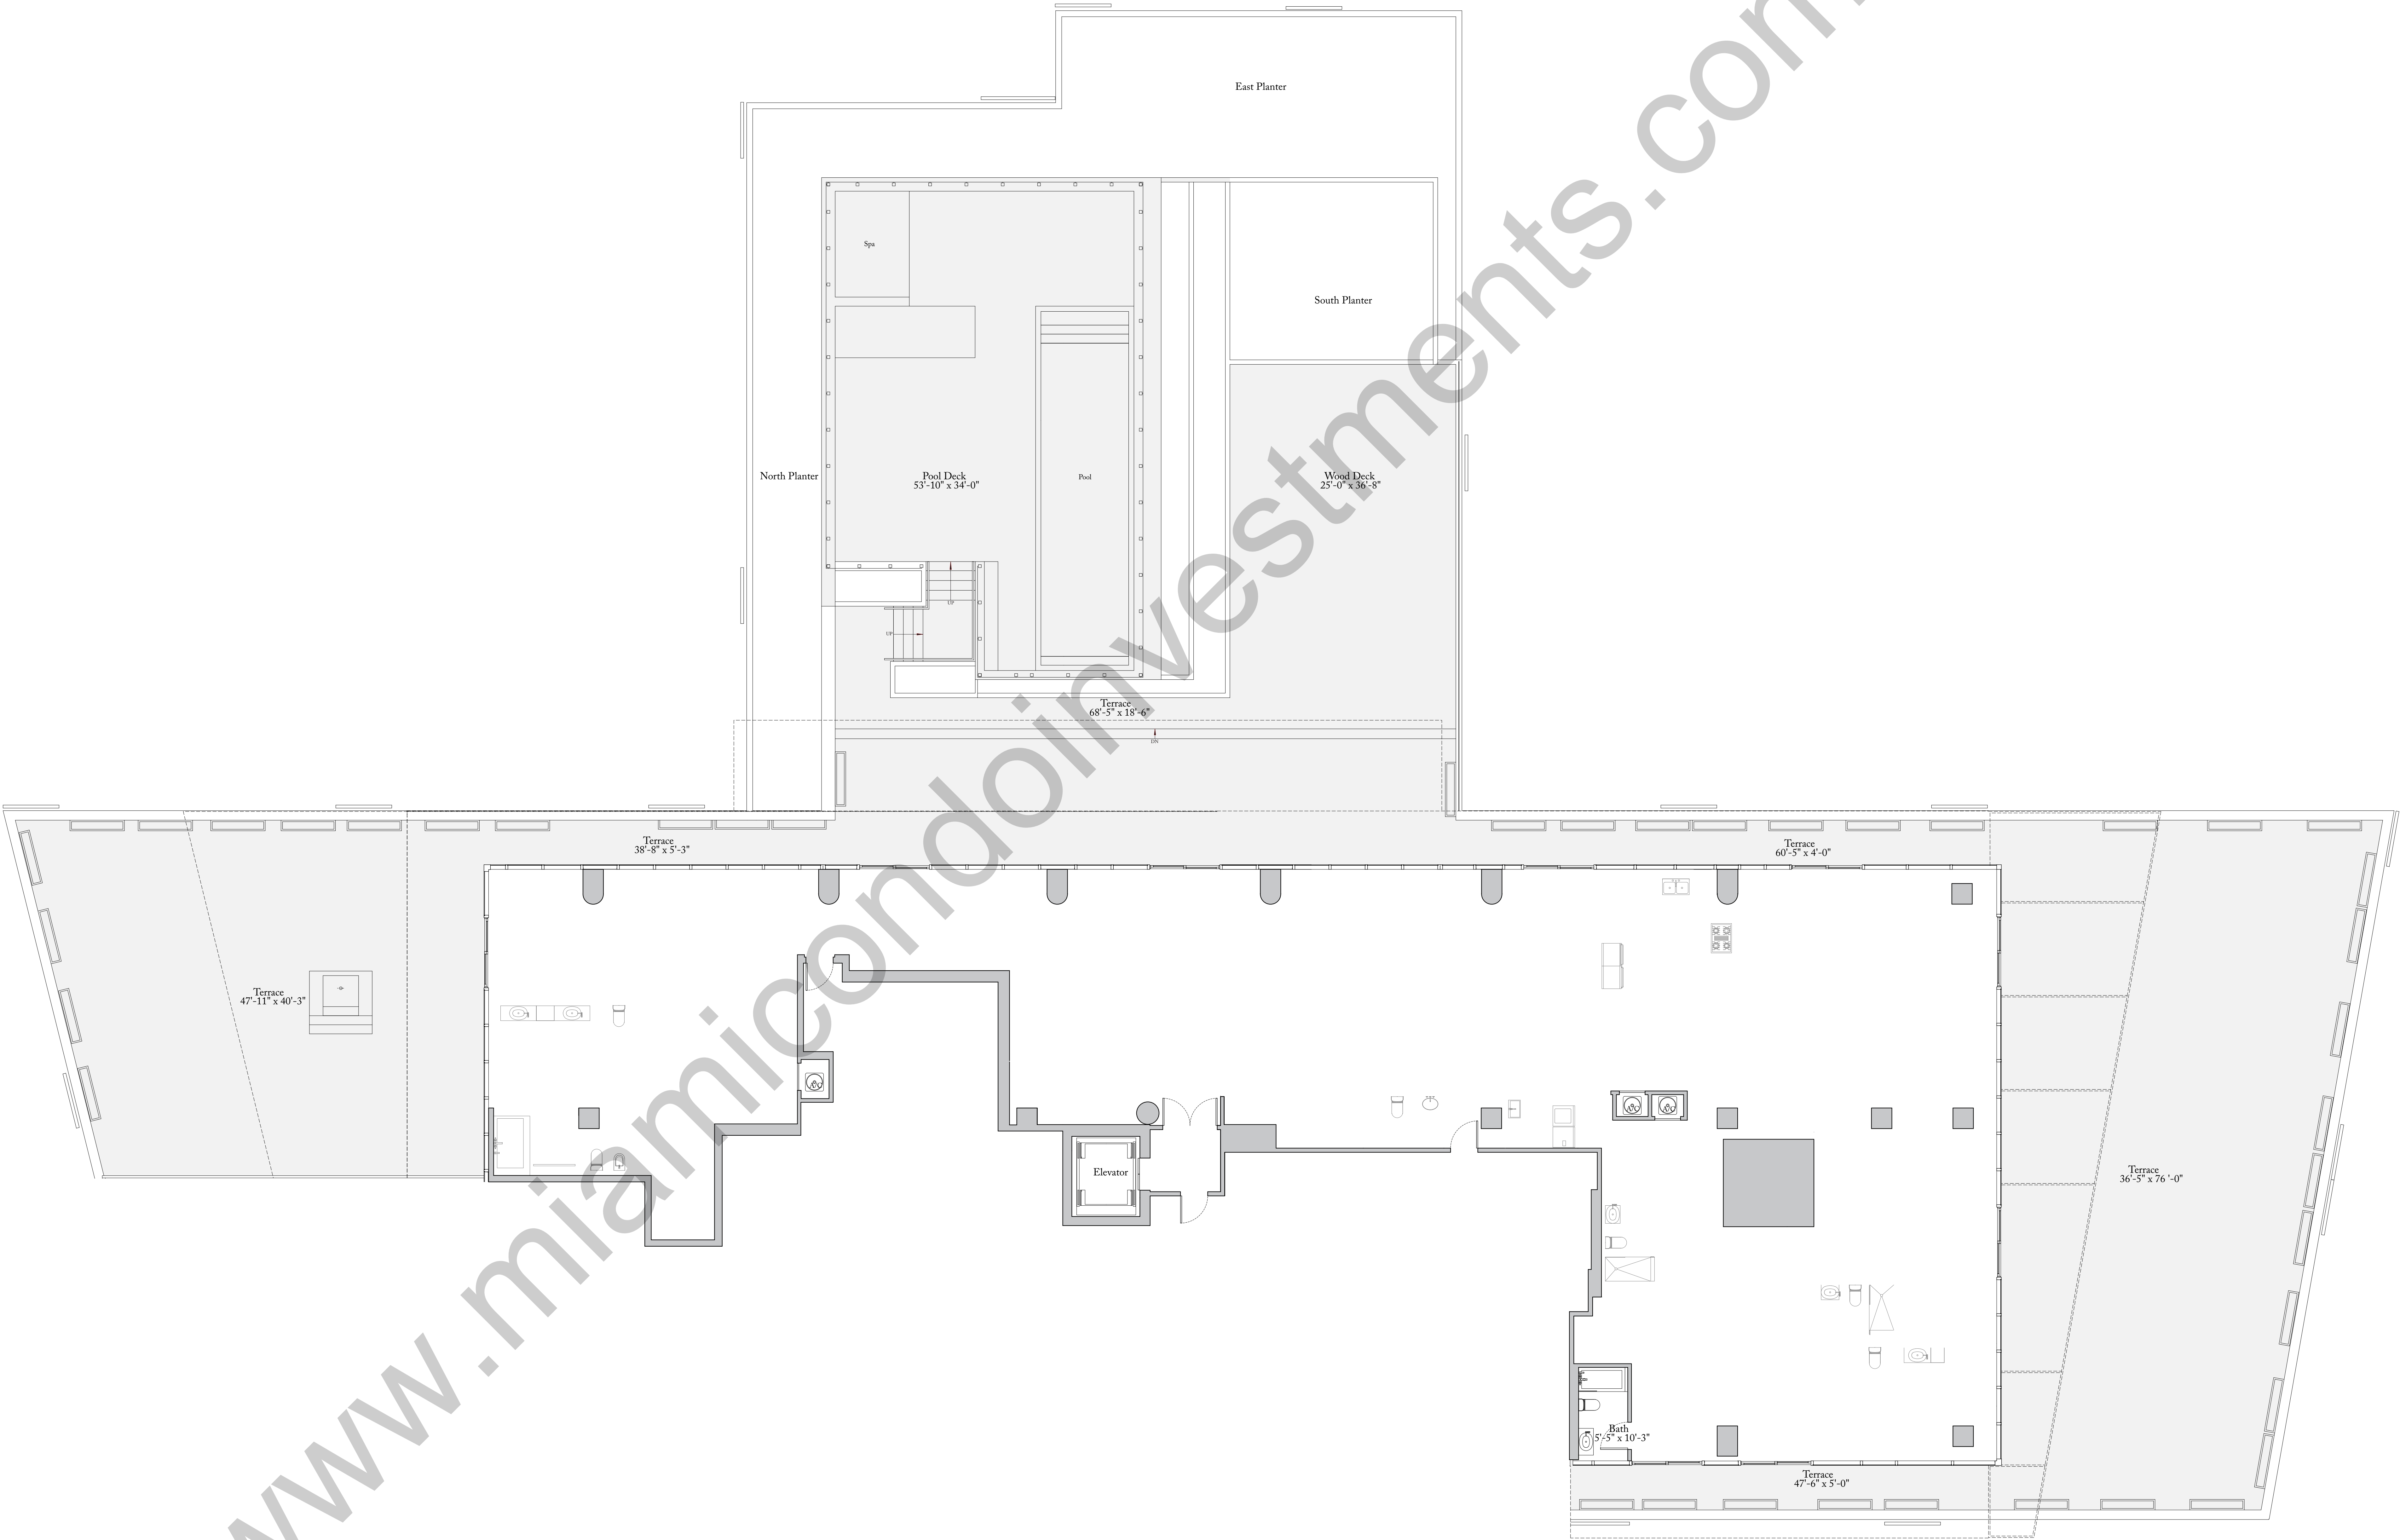 East Planter
Spa
South Planter
North Planter
Pool Deck
53'-10" x 34'-0"
Pool
Wood Deck
25'-0" x 36'-8"
UP
UP
Terrace
68'-5" x 18'-6"
DN
Terrace
38'-8" x 5'-3"
Terrace
60'-5" x 4'-0"
Terrace
47'-11" x 40'-3"
Elevator
Terrace
36'-5" x 76 '-0"
Bath
5'-5" x 10'-3"
Terrace
47'-6" x 5'-0"
www.miamicondoinvestments.com